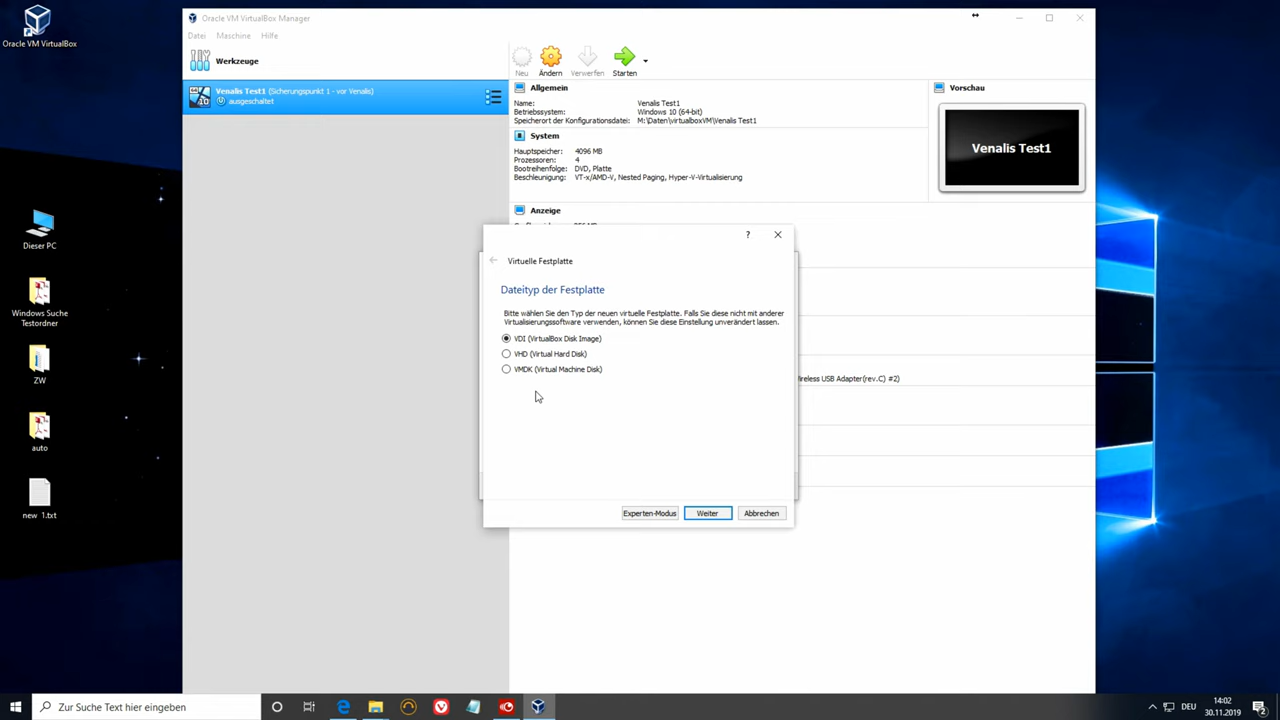 Oracle VM VirtualBox Manager
Oracle VM VirtualBox
Datei Maschine Hilfe
Werkzeuge
Neu Ändern Verwerfen Starten
Venalis Test1 (Sicherungspunkt 1 - vor Venalis)
ausgeschaltet
64
10
Allgemein
Name: Venalis Test1
Betriebssystem: Windows 10 (64-bit)
Speicherort der Konfigurationsdatei: M:\Daten\virtualboxVM\Venalis Test1
System
Hauptspeicher: 4096 MB
Prozessoren: 4
Bootreihenfolge: DVD, Platte
Beschleunigung: VT-x/AMD-V, Nested Paging, Hyper-V-Virtualisierung
Vorschau
Venalis Test1
Anzeige
?
Virtuelle Festplatte
Dateityp der Festplatte
Bitte wählen Sie den Typ der neuen virtuelle Festplatte. Falls Sie diese nicht mit anderer
Virtualisierungssoftware verwenden, können Sie diese Einstellung unverändert lassen.
VDI (VirtualBox Disk Image)
VHD (Virtual Hard Disk)
VMDK (Virtual Machine Disk)
Experten-Modus Weiter Abbrechen
Wireless USB Adapter(rev.C) #2)
Dieser PC
Windows Suche
Testordner
ZW
auto
new_1.txt
Zur Suche Text hier eingeben
DEU
14:02
30.11.2019
2